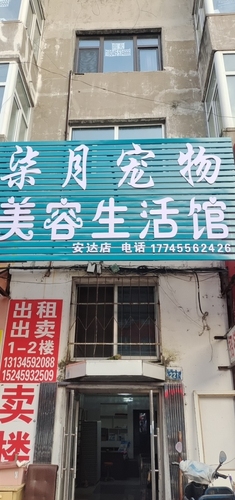 柒月宠物
美容生活馆
安达店 电话 17745562426
出租
出卖
1-2楼
13134592088
15245932509
卖
楼